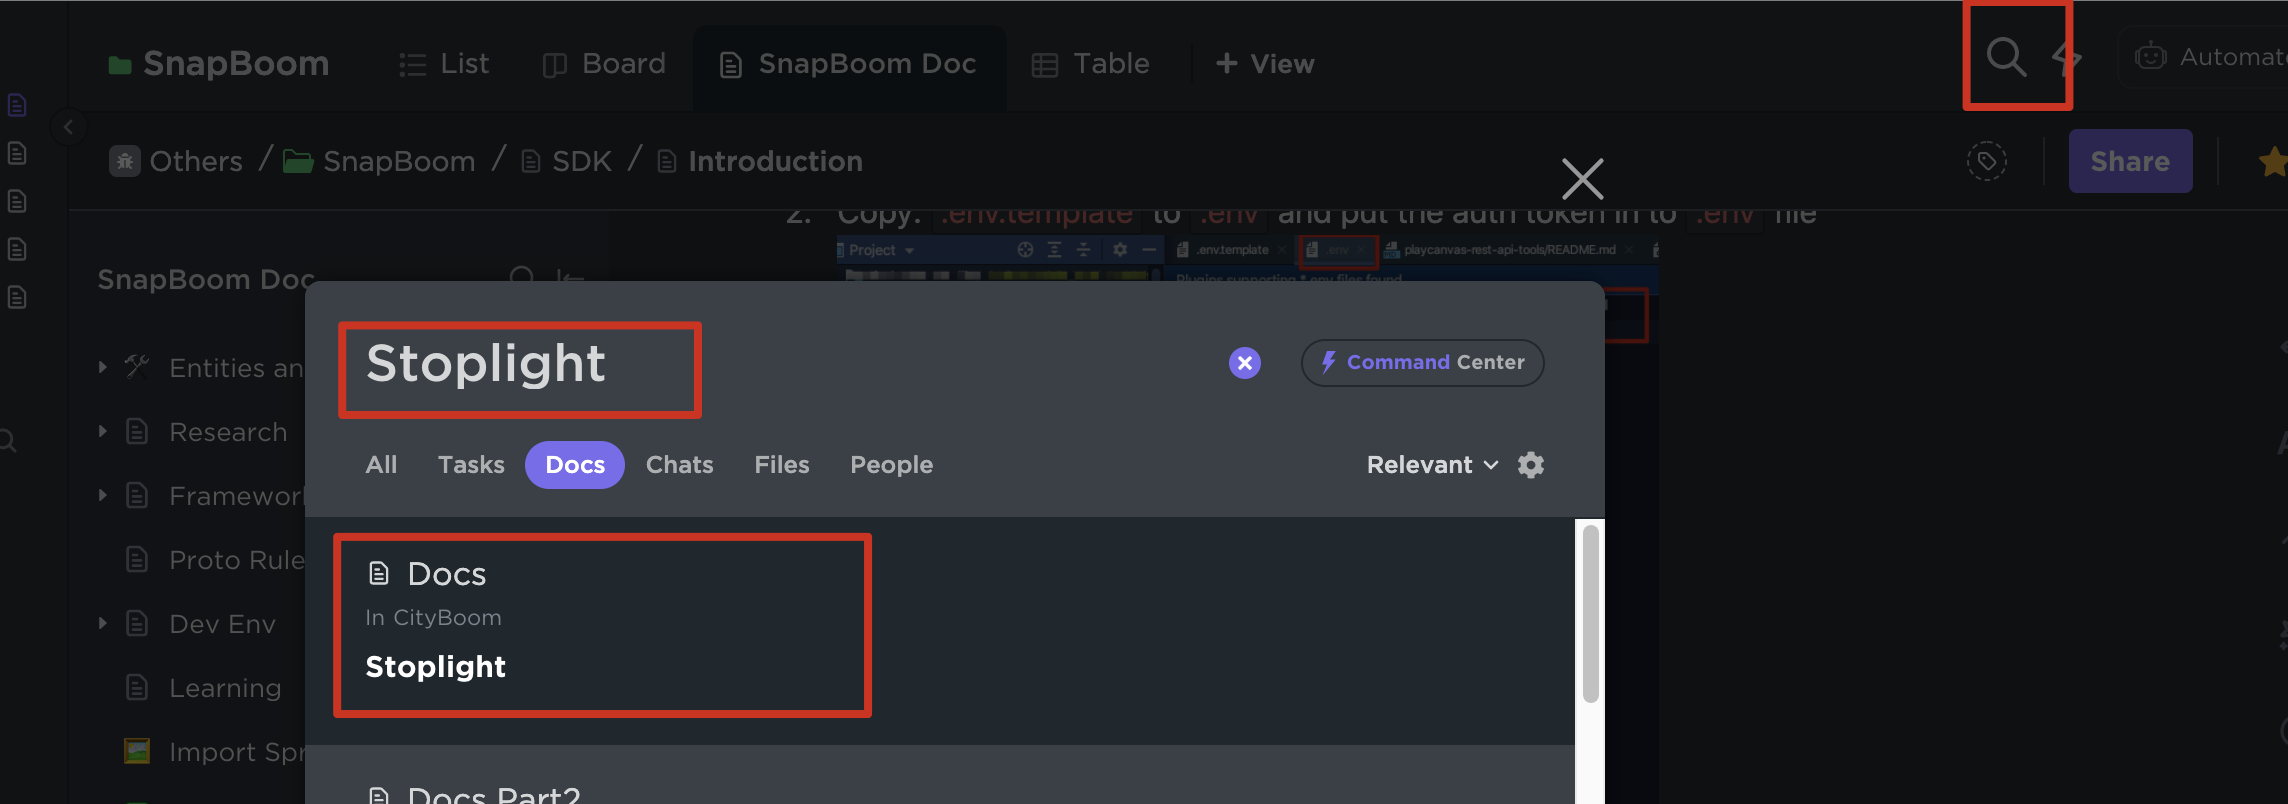 SnapBoom List Board SnapBoom Doc Table + View Automat
Others / SnapBoom / SDK / Introduction Share
2. Copy: .env.template to .env and put the auth token in to .env file
Project .env.template .env playcanvas-rest-api-tools/README.md
Plugins supporting *.env files found
SnapBoom Doc
Entities an
Research
Framework
Proto Rule
Dev Env
Learning
Import Spr
Stoplight
Command Center
All Tasks Docs Chats Files People Relevant
Docs
In CityBoom
Stoplight
Docs Part2